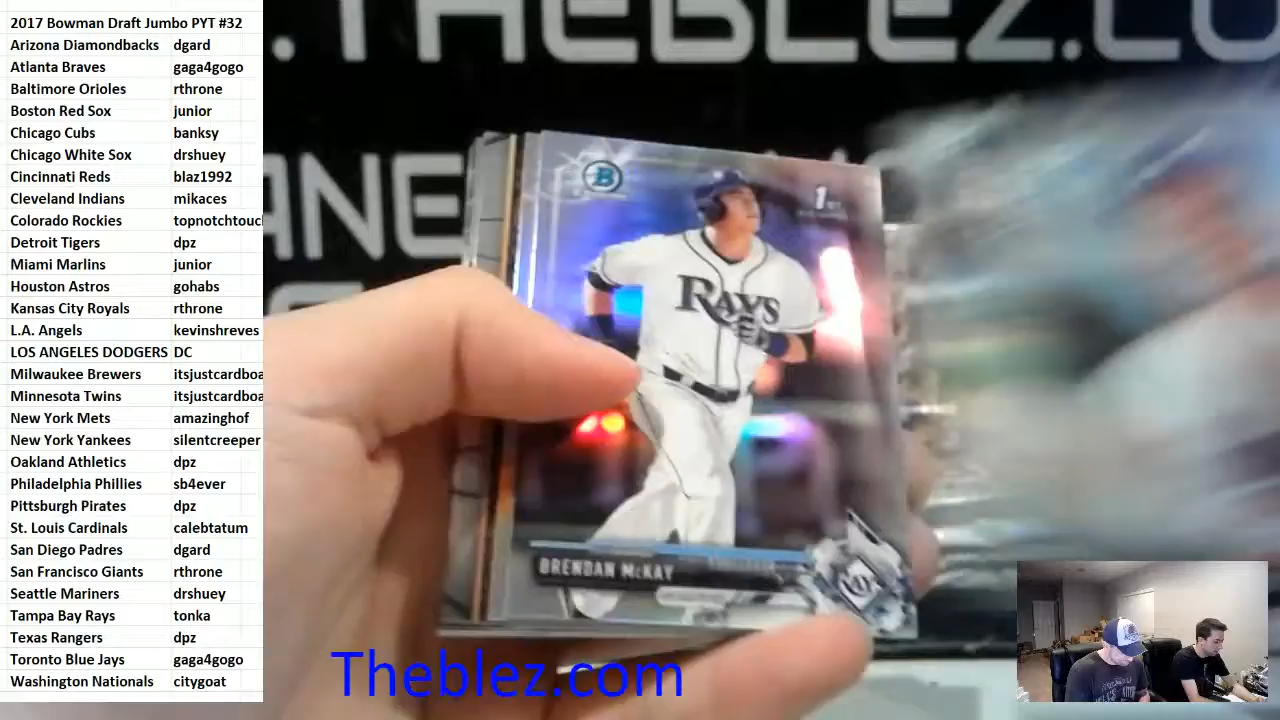 2017 Bowman Draft Jumbo PYT #32
Arizona Diamondbacks dgard
Atlanta Braves gaga4gogo
Baltimore Orioles rthrone
Boston Red Sox junior
Chicago Cubs banksy
Chicago White Sox drshuey
Cincinnati Reds blaz1992
Cleveland Indians mikaces
Colorado Rockies topnotchtouc
Detroit Tigers dpz
Miami Marlins junior
Houston Astros gohabs
Kansas City Royals rthrone
L.A. Angels kevinshreves
LOS ANGELES DODGERS DC
Milwaukee Brewers itsjustcardboa
Minnesota Twins itsjustcardboa
New York Mets amazinghof
New York Yankees silentcreeper
Oakland Athletics dpz
Philadelphia Phillies sb4ever
PIttsburgh Pirates dpz
St. Louis Cardinals calebtatum
San Diego Padres dgard
San Francisco Giants rthrone
Seattle Mariners drshuey
Tampa Bay Rays tonka
Texas Rangers dpz
Toronto Blue Jays gaga4gogo
Washington Nationals citygoat
.THEBLEZ.CO
ANE
B
1ST
RAYS
BRENDAN McKAY
Theblez.com